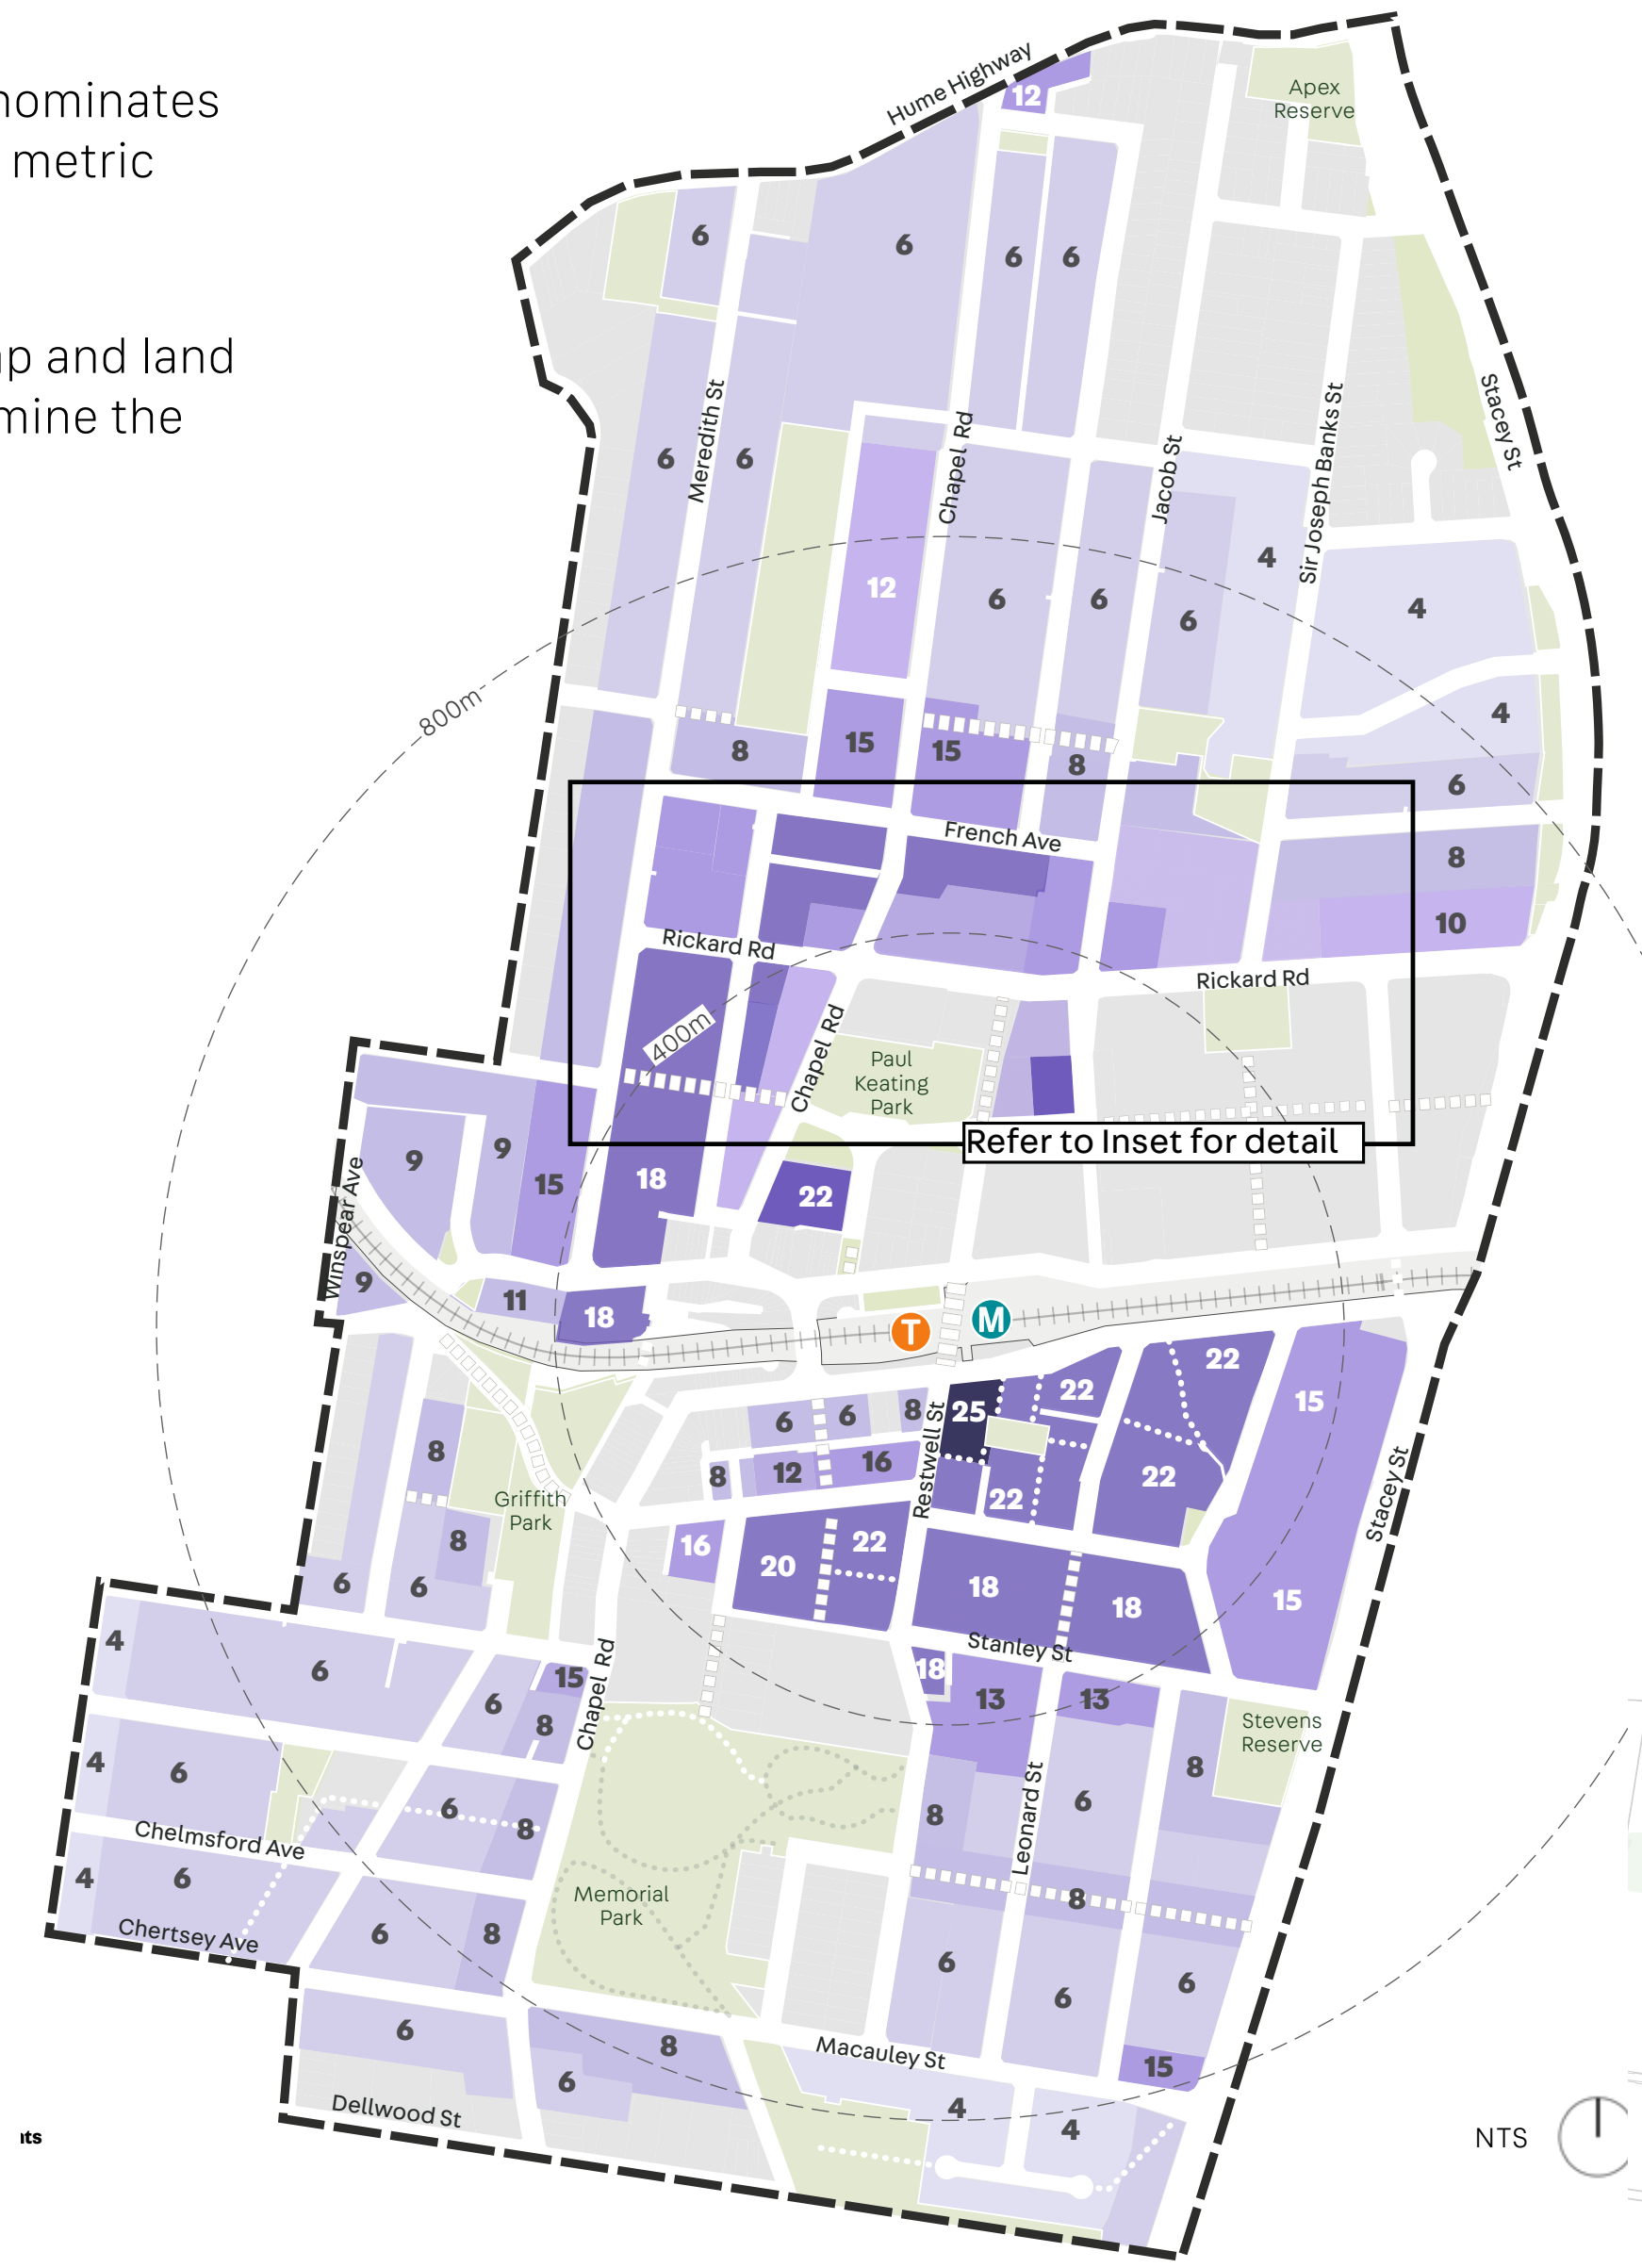 nominates
metric
ap and land
mine the
Hume Highway
12
Apex
Reserve
6
6
6
6
6
6
Meredith St
Chapel Rd
Jacob St
Sir Joseph Banks St
Stacey St
4
12
6
6
6
4
800m
4
8
15
15
8
6
French Ave
8
10
Rickard Rd
Rickard Rd
400m
Chapel Rd
Paul
Keating
Park
Refer to Inset for detail
9
9
15
18
22
Winspear Ave
9
11
18
T
M
22
22
15
6
6
8
25
8
12
16
Restwell St
22
22
Stacey St
8
Griffith
Park
8
6
6
16
20
22
18
18
15
4
6
Chapel Rd
Stanley St
18
13
13
6
15
8
Stevens
Reserve
4
6
6
8
8
6
8
Leonard St
Chelmsford Ave
4
6
Memorial
Park
8
Chertsey Ave
6
8
6
6
6
6
8
Macauley St
15
6
Dellwood St
4
4
NTS
nts